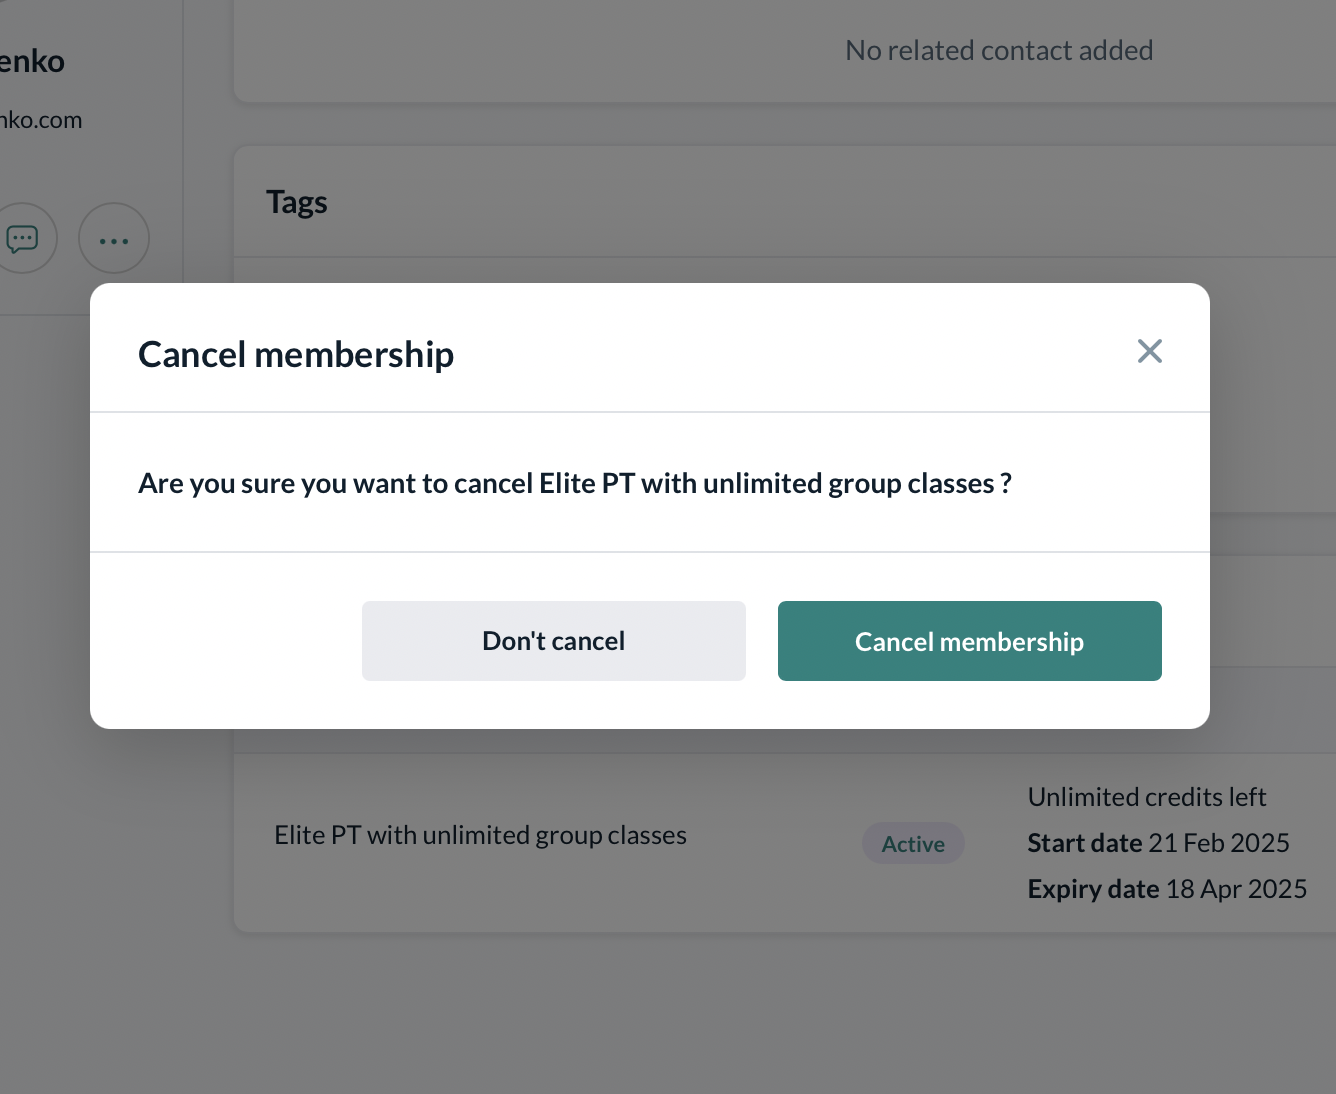 enko
nko.com
No related contact added
Tags
Cancel membership
Are you sure you want to cancel Elite PT with unlimited group classes ?
Don't cancel
Cancel membership
Elite PT with unlimited group classes
Active
Unlimited credits left
Start date 21 Feb 2025
Expiry date 18 Apr 2025